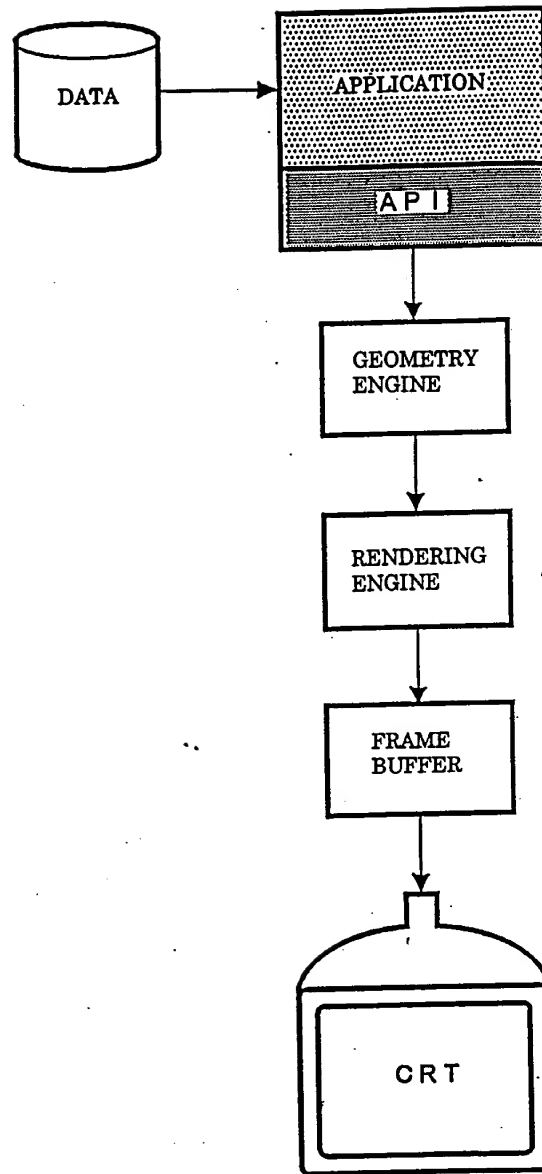 DATA
APPLICATION
API
GEOMETRY
ENGINE
RENDERING
ENGINE
FRAME
BUFFER
CRT